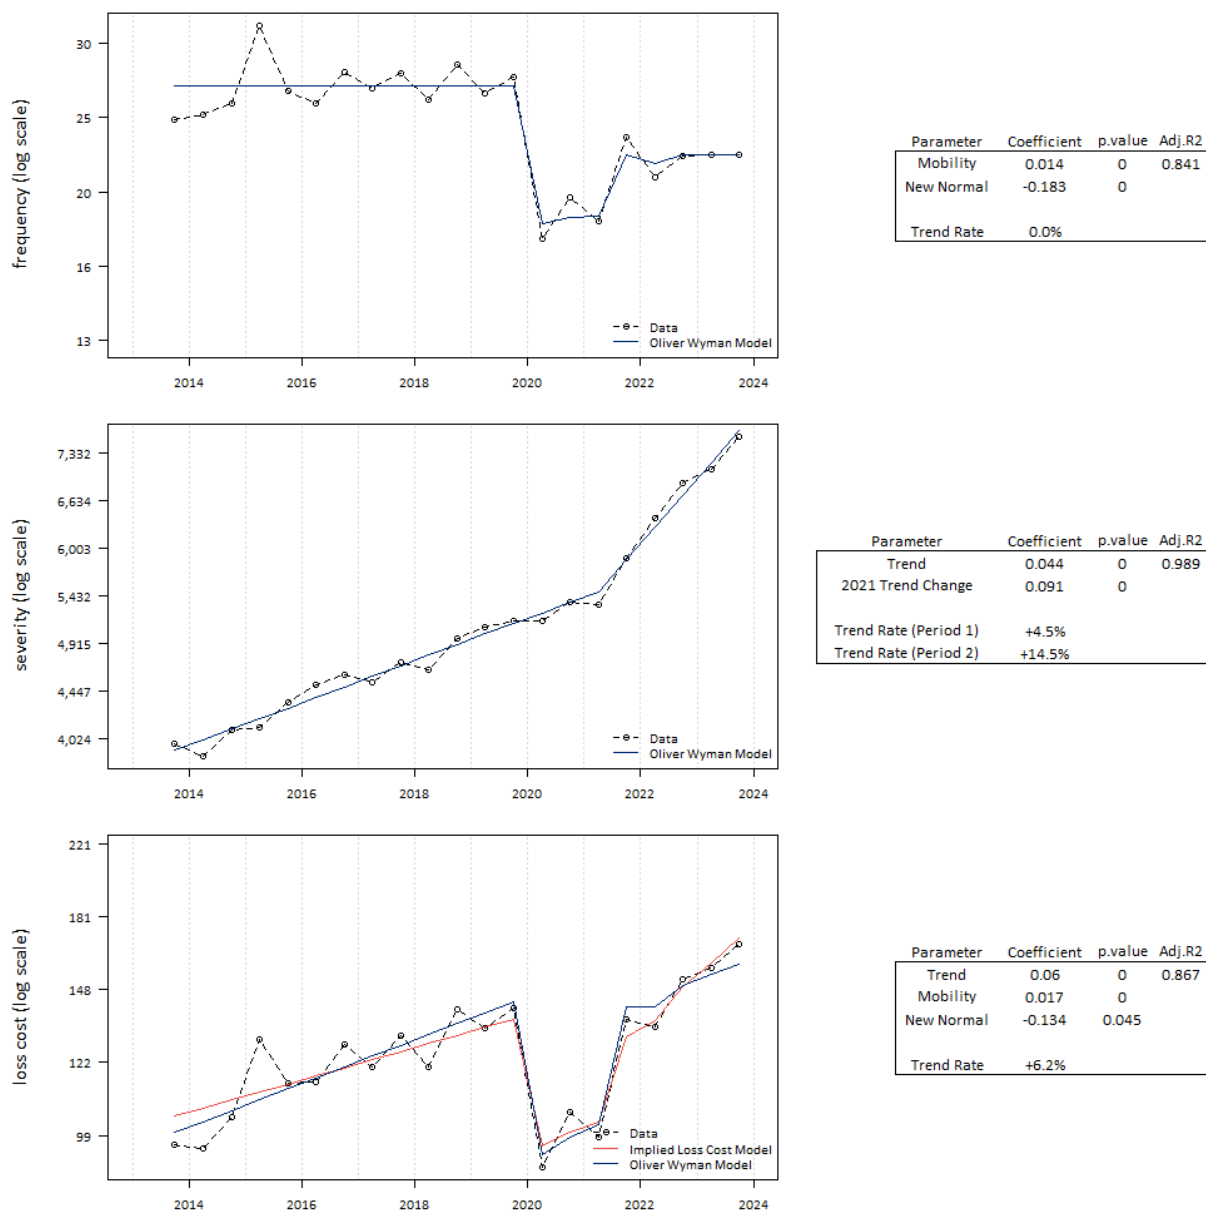 frequency (log scale)
30
25
20
16
13
Data
Oliver Wyman Model
2014 2016 2018 2020 2022 2024
Parameter Coefficient p.value Adj.R2
Mobility 0.014 0 0.841
New Normal -0.183 0
Trend Rate 0.0%
severity (log scale)
7,332
6,634
6,003
5,432
4,915
4,447
4,024
Data
Oliver Wyman Model
2014 2016 2018 2020 2022 2024
Parameter Coefficient p.value Adj.R2
Trend 0.044 0 0.989
2021 Trend Change 0.091 0
Trend Rate (Period 1) +4.5%
Trend Rate (Period 2) +14.5%
loss cost (log scale)
221
181
148
122
99
Data
Implied Loss Cost Model
Oliver Wyman Model
2014 2016 2018 2020 2022 2024
Parameter Coefficient p.value Adj.R2
Trend 0.06 0 0.867
Mobility 0.017 0
New Normal -0.134 0.045
Trend Rate +6.2%